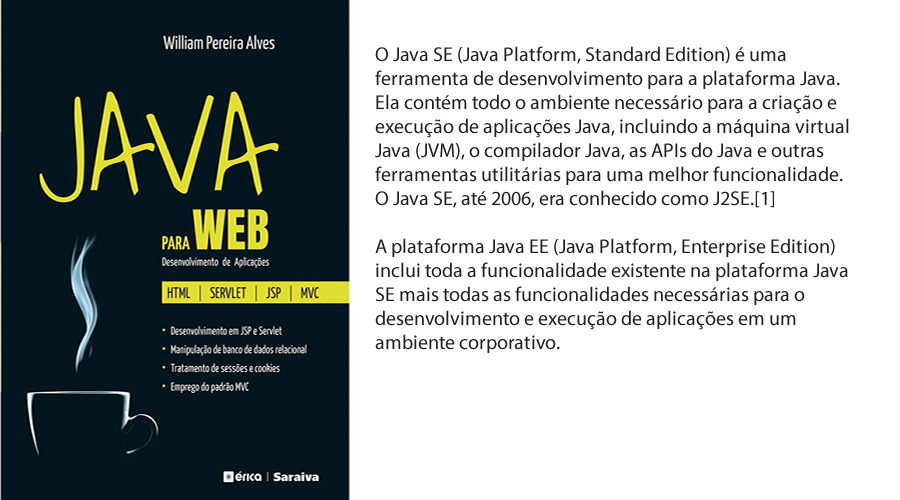 William Pereira Alves
JAVA
PARA WEB
Desenvolvimento de Aplicações
HTML | SERVLET | JSP | MVC
• Desenvolvimento em JSP e Servlet
• Manipulação de banco de dados relacional
• Tratamento de sessões e cookies
• Emprego do padrão MVC
érica | Saraiva
O Java SE (Java Platform, Standard Edition) é uma
ferramenta de desenvolvimento para a plataforma Java.
Ela contém todo o ambiente necessário para a criação e
execução de aplicações Java, incluindo a máquina virtual
Java (JVM), o compilador Java, as APIs do Java e outras
ferramentas utilitárias para uma melhor funcionalidade.
O Java SE, até 2006, era conhecido como J2SE.[1]
A plataforma Java EE (Java Platform, Enterprise Edition)
inclui toda a funcionalidade existente na plataforma Java
SE mais todas as funcionalidades necessárias para o
desenvolvimento e execução de aplicações em um
ambiente corporativo.